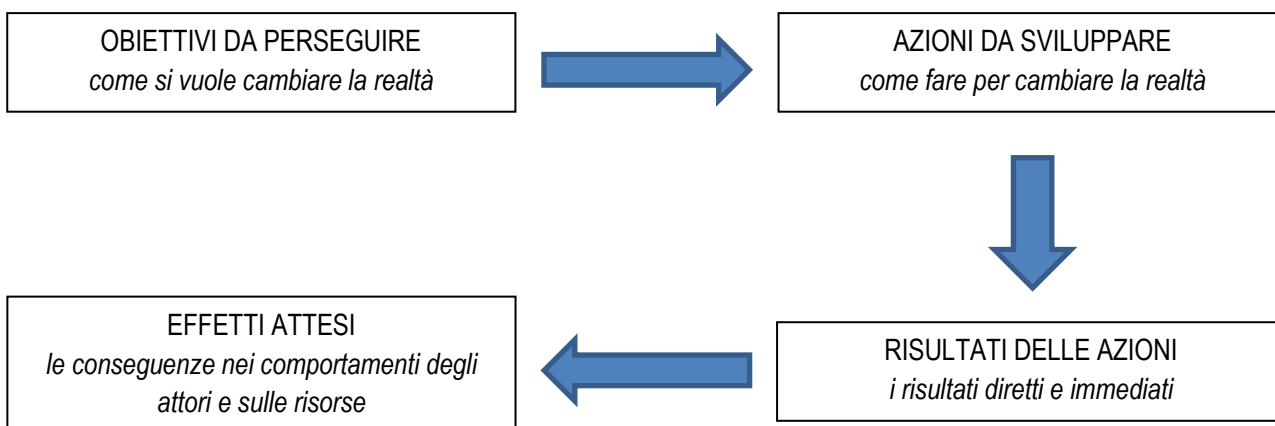 OBIETTIVI DA PERSEGUIRE
come si vuole cambiare la realtà
AZIONI DA SVILUPPARE
come fare per cambiare la realtà
EFFETTI ATTESI
le conseguenze nei comportamenti degli
attori e sulle risorse
RISULTATI DELLE AZIONI
i risultati diretti e immediati